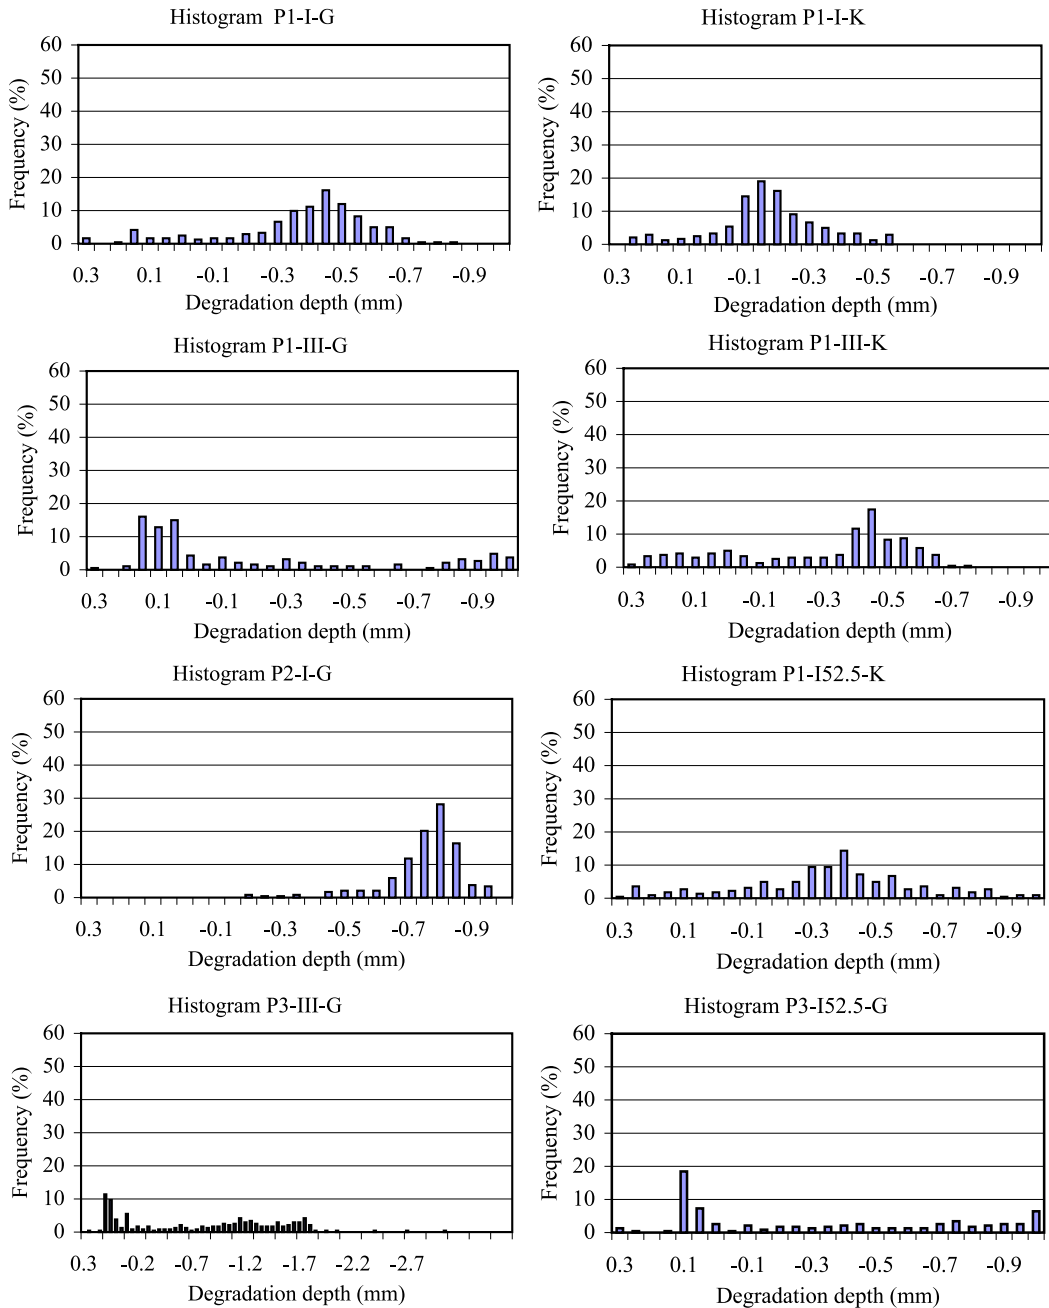 Histogram P1-I-G
60
50
40
30
20
10
0
Frequency (%)
0.3 0.1 -0.1 -0.3 -0.5 -0.7 -0.9
Degradation depth (mm)
Histogram P1-I-K
60
50
40
30
20
10
0
Frequency (%)
0.3 0.1 -0.1 -0.3 -0.5 -0.7 -0.9
Degradation depth (mm)
Histogram P1-III-G
60
50
40
30
20
10
0
Frequency (%)
0.3 0.1 -0.1 -0.3 -0.5 -0.7 -0.9
Degradation depth (mm)
Histogram P1-III-K
60
50
40
30
20
10
0
Frequency (%)
0.3 0.1 -0.1 -0.3 -0.5 -0.7 -0.9
Degradation depth (mm)
Histogram P2-I-G
60
50
40
30
20
10
0
Frequency (%)
0.3 0.1 -0.1 -0.3 -0.5 -0.7 -0.9
Degradation depth (mm)
Histogram P1-I52.5-K
60
50
40
30
20
10
0
Frequency (%)
0.3 0.1 -0.1 -0.3 -0.5 -0.7 -0.9
Degradation depth (mm)
Histogram P3-III-G
60
50
40
30
20
10
0
Frequency (%)
0.3 -0.2 -0.7 -1.2 -1.7 -2.2 -2.7
Degradation depth (mm)
Histogram P3-I52.5-G
60
50
40
30
20
10
0
Frequency (%)
0.3 0.1 -0.1 -0.3 -0.5 -0.7 -0.9
Degradation depth (mm)